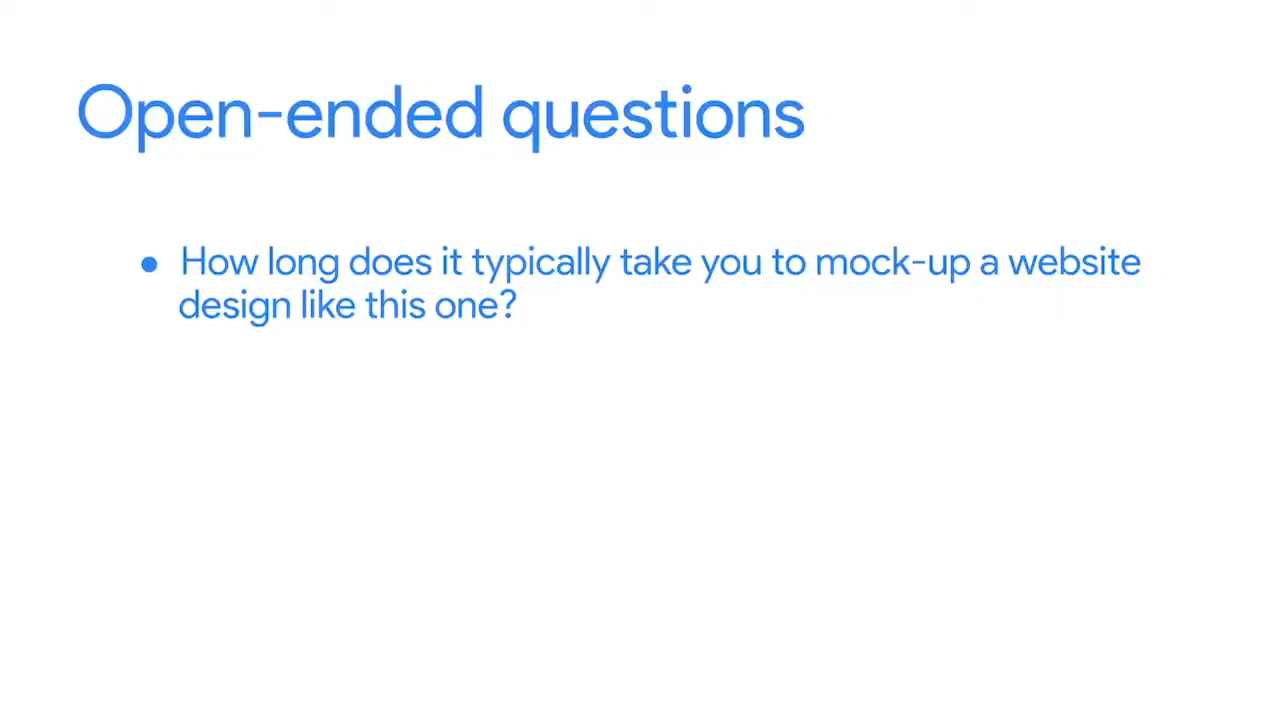 Open-ended questions
● How long does it typically take you to mock-up a website
design like this one?